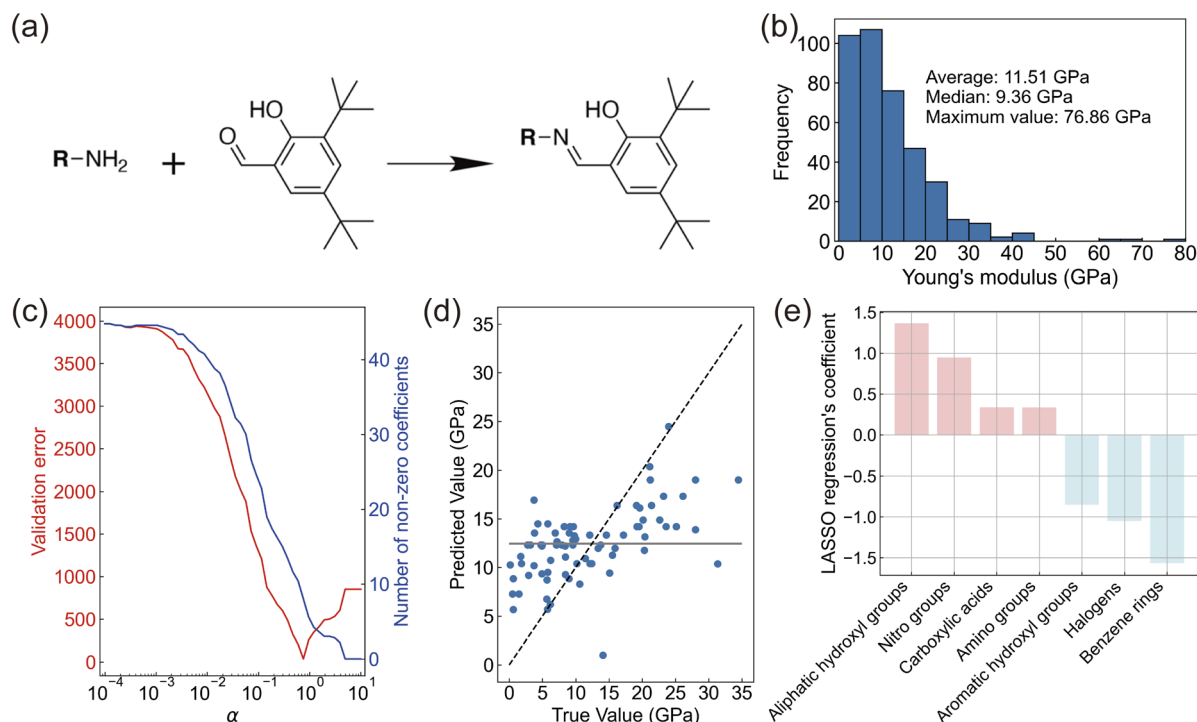 (a)
R-NH₂
+
O
HO
R-N
HO
(b)
Frequency
100
80
60
40
20
0
Average: 11.51 GPa
Median: 9.36 GPa
Maximum value: 76.86 GPa
10 20 30 40 50 60 70 80
Young's modulus (GPa)
(c)
Validation error
4000
3500
3000
2500
2000
1500
1000
500
0
Number of non-zero coefficients
40
30
20
10
0
10⁻⁴ 10⁻³ 10⁻² 10⁻¹ 10⁰ 10¹
α
(d)
Predicted Value (GPa)
35
30
25
20
15
10
5
0
0 5 10 15 20 25 30 35
True Value (GPa)
(e)
LASSO regression's coefficient
1.5
1.0
0.5
0.0
−0.5
−1.0
−1.5
Aliphatic hydroxyl groups
Nitro groups
Carboxylic acids
Amino groups
Aromatic hydroxyl groups
Halogens
Benzene rings